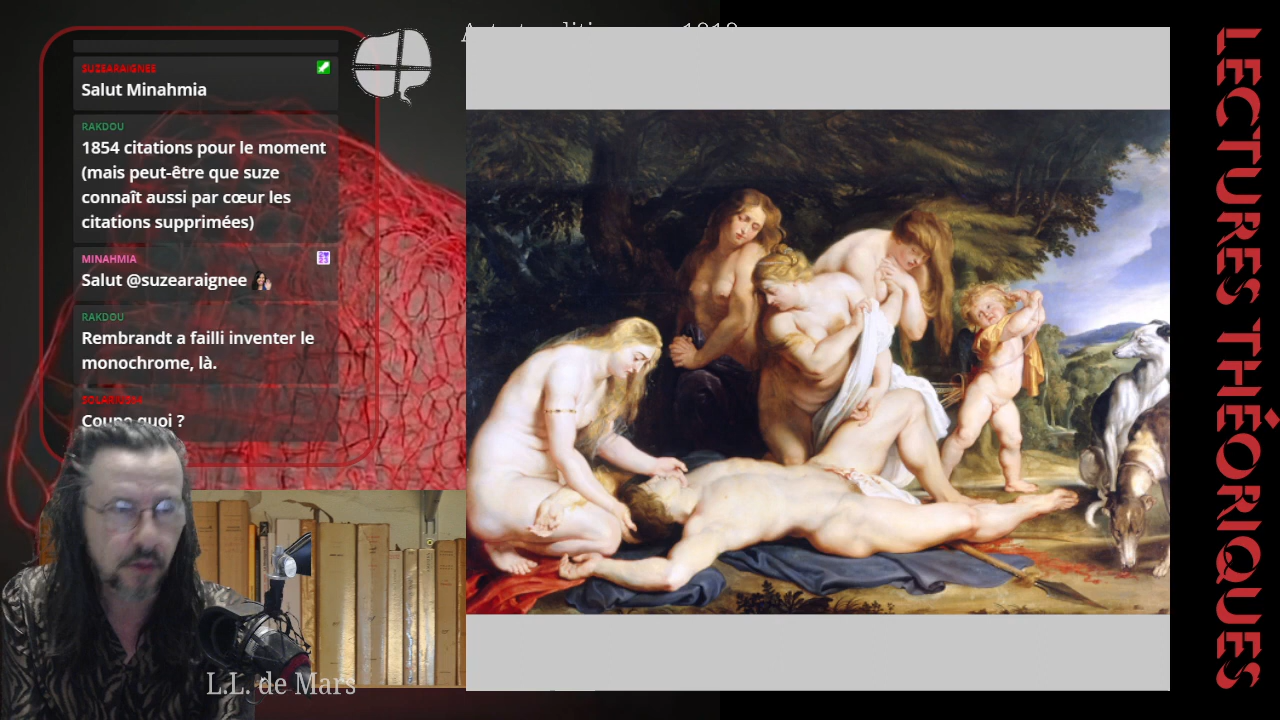 SUZEARAIGNEE
Salut Minahmia
RAKDOU
1854 citations pour le moment
(mais peut-être que suze
connaît aussi par cœur les
citations supprimées)
MINAHMIA
Salut @suzearaignee
RAKDOU
Rembrandt a failli inventer le
monochrome, là.
Coupe quoi ?
L.L. de Mars
LECTURES THÉORIQUES